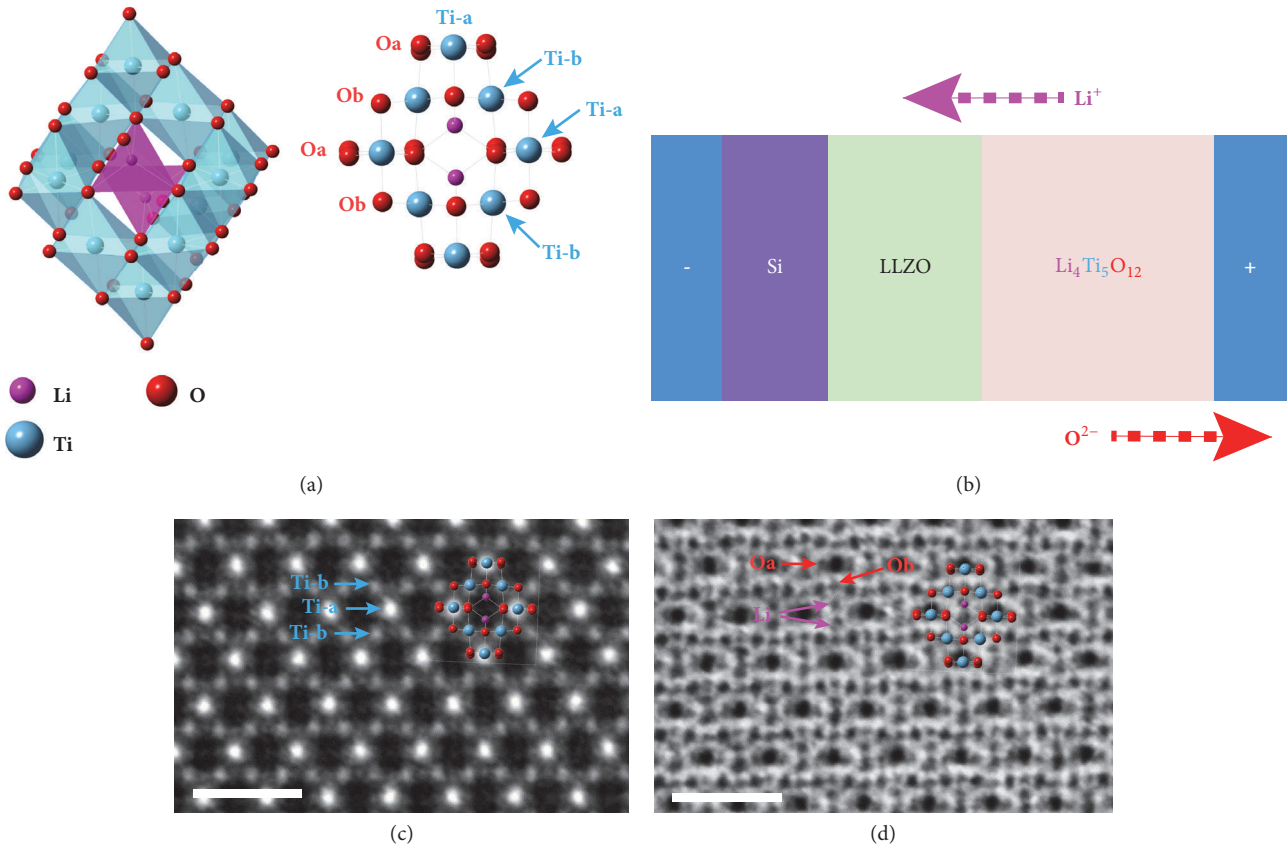 Ti-a
Oa
Ti-b
Ob
Ti-a
Oa
Ob
Ti-b
Li
O
Ti
(a)
Li⁺
-
Si
LLZO
Li₄Ti₅O₁₂
+
O²⁻
(b)
Ti-b
Ti-a
Ti-b
(c)
Oa
Ob
Li
(d)